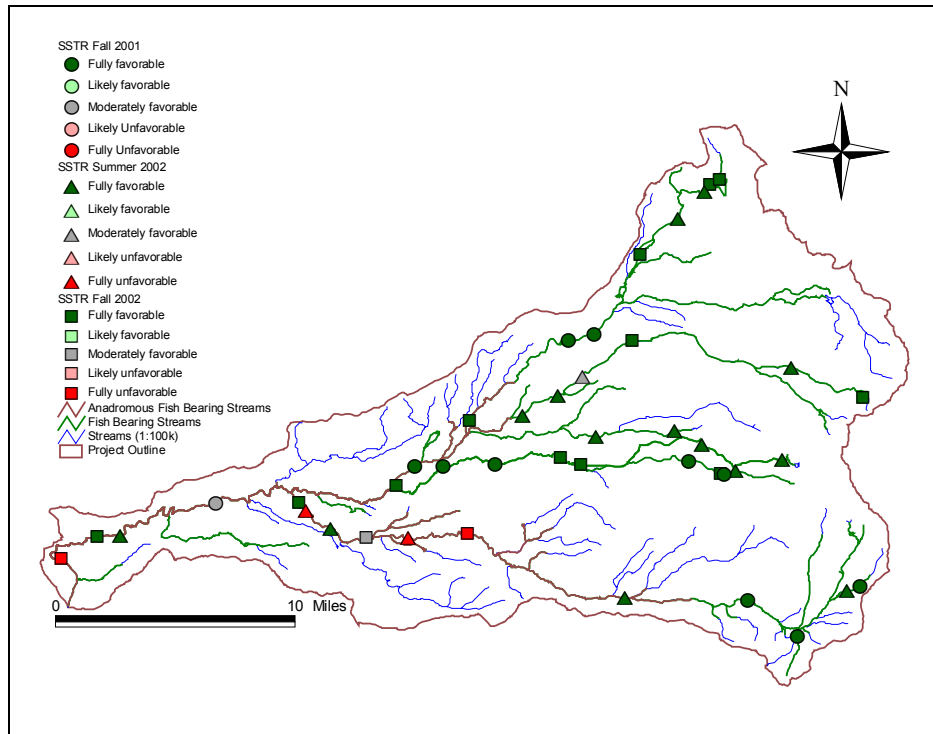 SSTR Fall 2001
Fully favorable
Likely favorable
Moderately favorable
Likely Unfavorable
Fully Unfavorable
SSTR Summer 2002
Fully favorable
Likely favorable
Moderately favorable
Likely unfavorable
Fully unfavorable
SSTR Fall 2002
Fully favorable
Likely favorable
Moderately favorable
Likely unfavorable
Fully unfavorable
Anadromous Fish Bearing Streams
Fish Bearing Streams
Streams (1:100k)
Project Outline
N
0 10 Miles